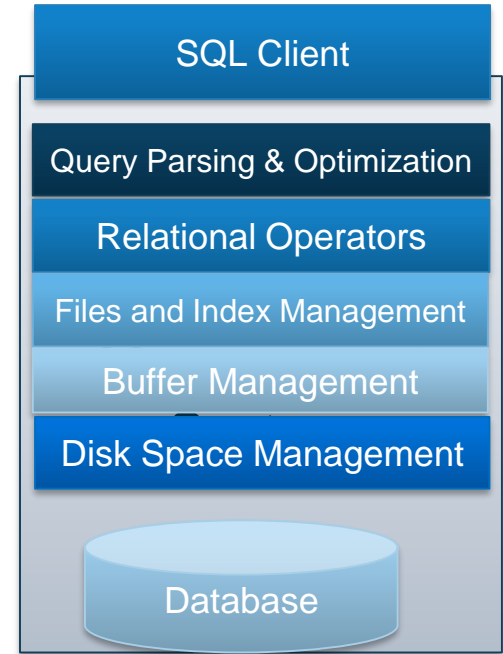 SQL Client
Query Parsing & Optimization
Relational Operators
Files and Index Management
Buffer Management
Disk Space Management
Database